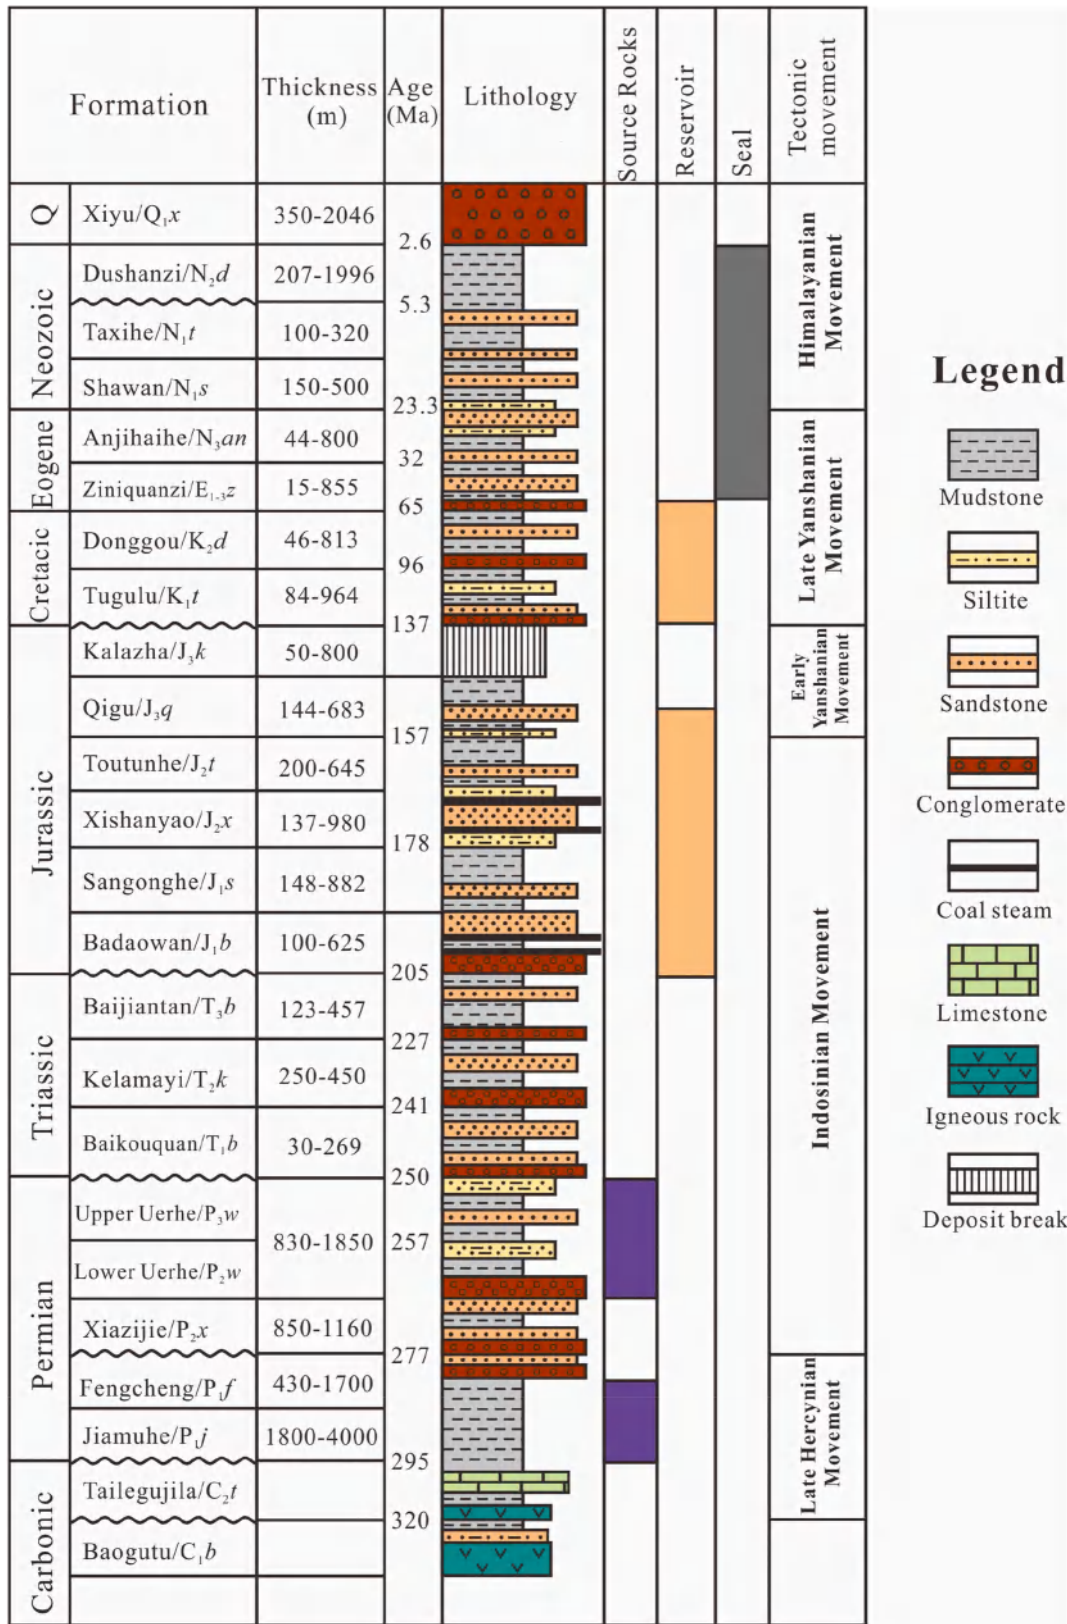 Formation
Thickness
(m)
Age
(Ma)
Lithology
Source Rocks
Reservoir
Seal
Tectonic
movement
Q
Xiyu/Q₁x
350-2046
2.6
Neozoic
Dushanzi/N₂d
207-1996
5.3
Taxihe/N₁t
100-320
Shawan/N₁s
150-500
23.3
Himalayanian
Movement
Eogene
Anjihaihe/N₃an
44-800
32
Ziniquanzi/E₁₋₃z
15-855
65
Cretacic
Donggou/K₂d
46-813
96
Tugulu/K₁t
84-964
137
Late Yanshanian
Movement
Jurassic
Kalazha/J₃k
50-800
Qigu/J₃q
144-683
157
Early
Yanshanian
Movement
Toutunhe/J₂t
200-645
Xishanyao/J₂x
137-980
178
Sangonghe/J₁s
148-882
Badaowan/J₁b
100-625
205
Triassic
Baijiantan/T₃b
123-457
227
Kelamayi/T₂k
250-450
241
Baikouquan/T₁b
30-269
250
Indosinian Movement
Permian
Upper Uerhe/P₃w
830-1850
257
Lower Uerhe/P₂w
Xiazijie/P₂x
850-1160
277
Fengcheng/P₁f
430-1700
Jiamuhe/P₁j
1800-4000
295
Late Hercynian
Movement
Carbonic
Tailegujila/C₂t
320
Baogutu/C₁b
Legend
Mudstone
Siltite
Sandstone
Conglomerate
Coal steam
Limestone
Igneous rock
Deposit break